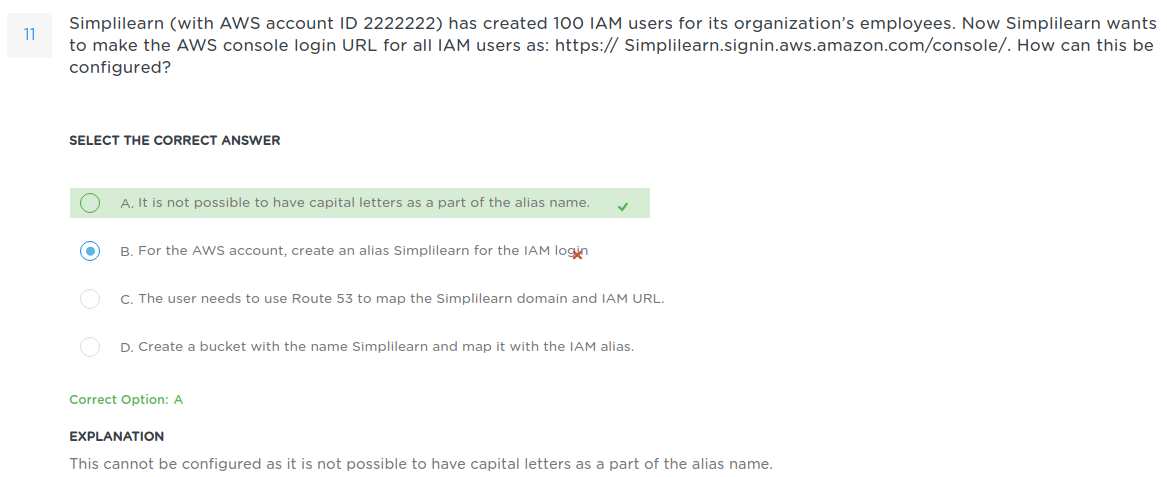 11
Simplilearn (with AWS account ID 2222222) has created 100 IAM users for its organization’s employees. Now Simplilearn wants
to make the AWS console login URL for all IAM users as: https:// Simplilearn.signin.aws.amazon.com/console/. How can this be
configured?
SELECT THE CORRECT ANSWER
A. It is not possible to have capital letters as a part of the alias name.
B. For the AWS account, create an alias Simplilearn for the IAM login
C. The user needs to use Route 53 to map the Simplilearn domain and IAM URL.
D. Create a bucket with the name Simplilearn and map it with the IAM alias.
Correct Option: A
EXPLANATION
This cannot be configured as it is not possible to have capital letters as a part of the alias name.